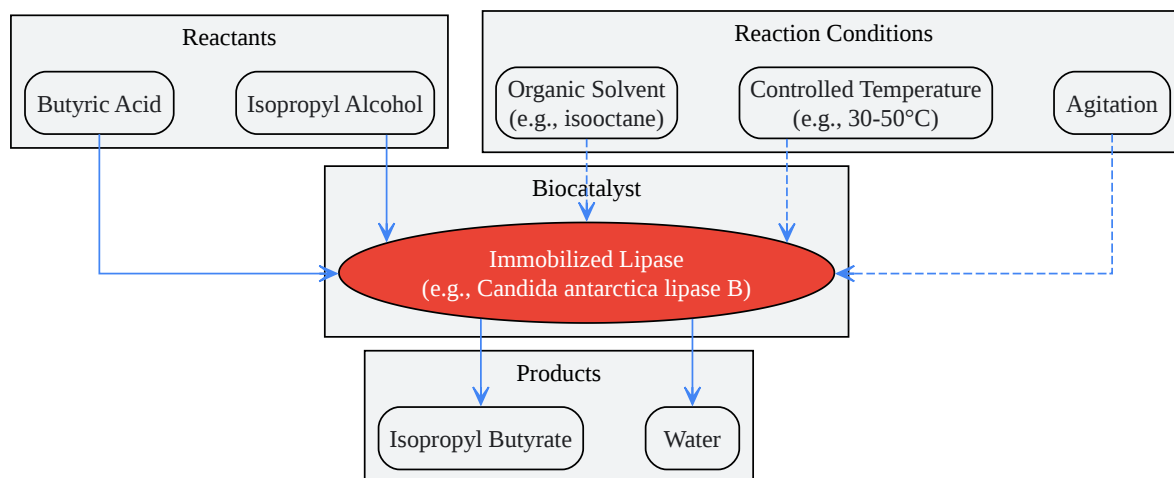 Reactants
Butyric Acid
Isopropyl Alcohol
Reaction Conditions
Organic Solvent
(e.g., isooctane)
Controlled Temperature
(e.g., 30-50°C)
Agitation
Biocatalyst
Immobilized Lipase
(e.g., Candida antarctica lipase B)
Products
Isopropyl Butyrate
Water